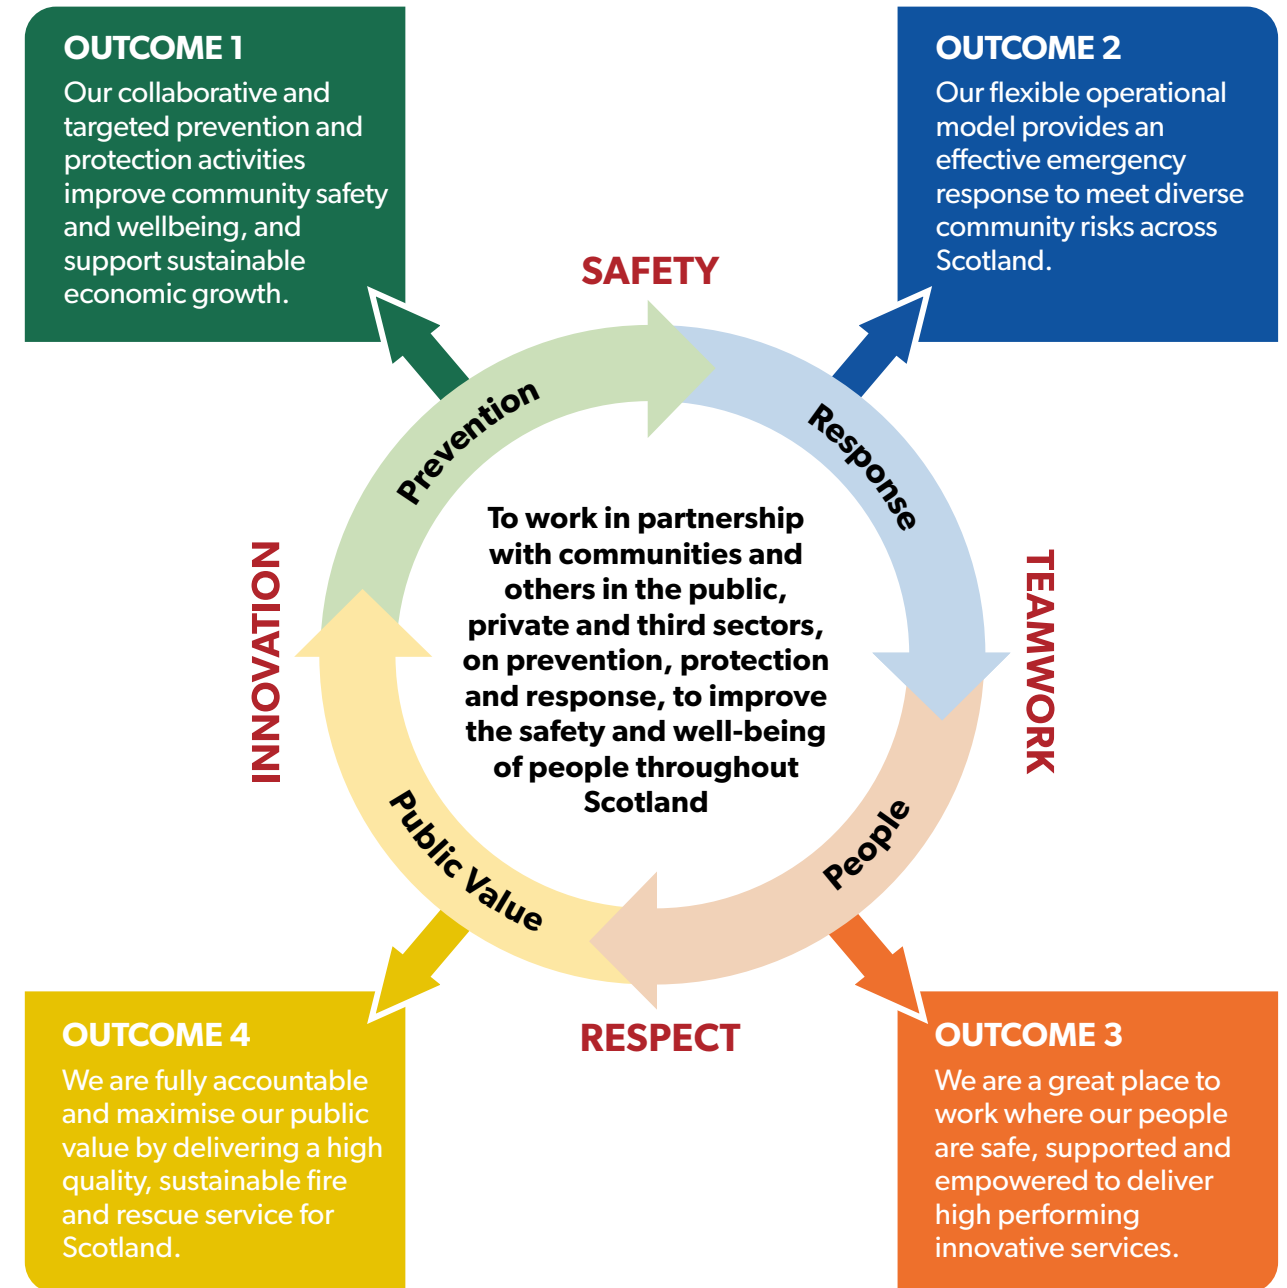 OUTCOME 1
Our collaborative and
targeted prevention and
protection activities
improve community safety
and wellbeing, and
support sustainable
economic growth.
OUTCOME 2
Our flexible operational
model provides an
effective emergency
response to meet diverse
community risks across
Scotland.
SAFETY
Prevention
Response
INNOVATION
To work in partnership
with communities and
others in the public,
private and third sectors,
on prevention, protection
and response, to improve
the safety and well-being
of people throughout
Scotland
TEAMWORK
Public Value
People
RESPECT
OUTCOME 4
We are fully accountable
and maximise our public
value by delivering a high
quality, sustainable fire
and rescue service for
Scotland.
OUTCOME 3
We are a great place to
work where our people
are safe, supported and
empowered to deliver
high performing
innovative services.